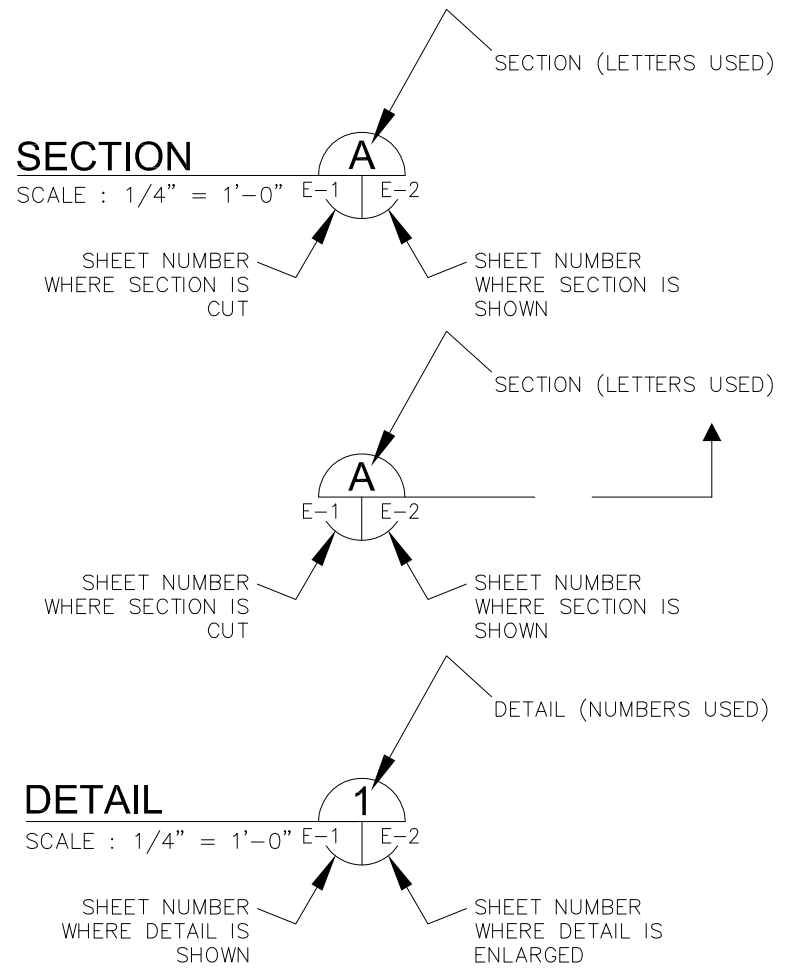 SECTION (LETTERS USED)
SECTION
A
SCALE : 1/4" = 1'-0"
E-1
E-2
SHEET NUMBER
WHERE SECTION IS
CUT
SHEET NUMBER
WHERE SECTION IS
SHOWN
SECTION (LETTERS USED)
A
E-1
E-2
SHEET NUMBER
WHERE SECTION IS
CUT
SHEET NUMBER
WHERE SECTION IS
SHOWN
DETAIL (NUMBERS USED)
DETAIL
1
SCALE : 1/4" = 1'-0"
E-1
E-2
SHEET NUMBER
WHERE DETAIL IS
SHOWN
SHEET NUMBER
WHERE DETAIL IS
ENLARGED